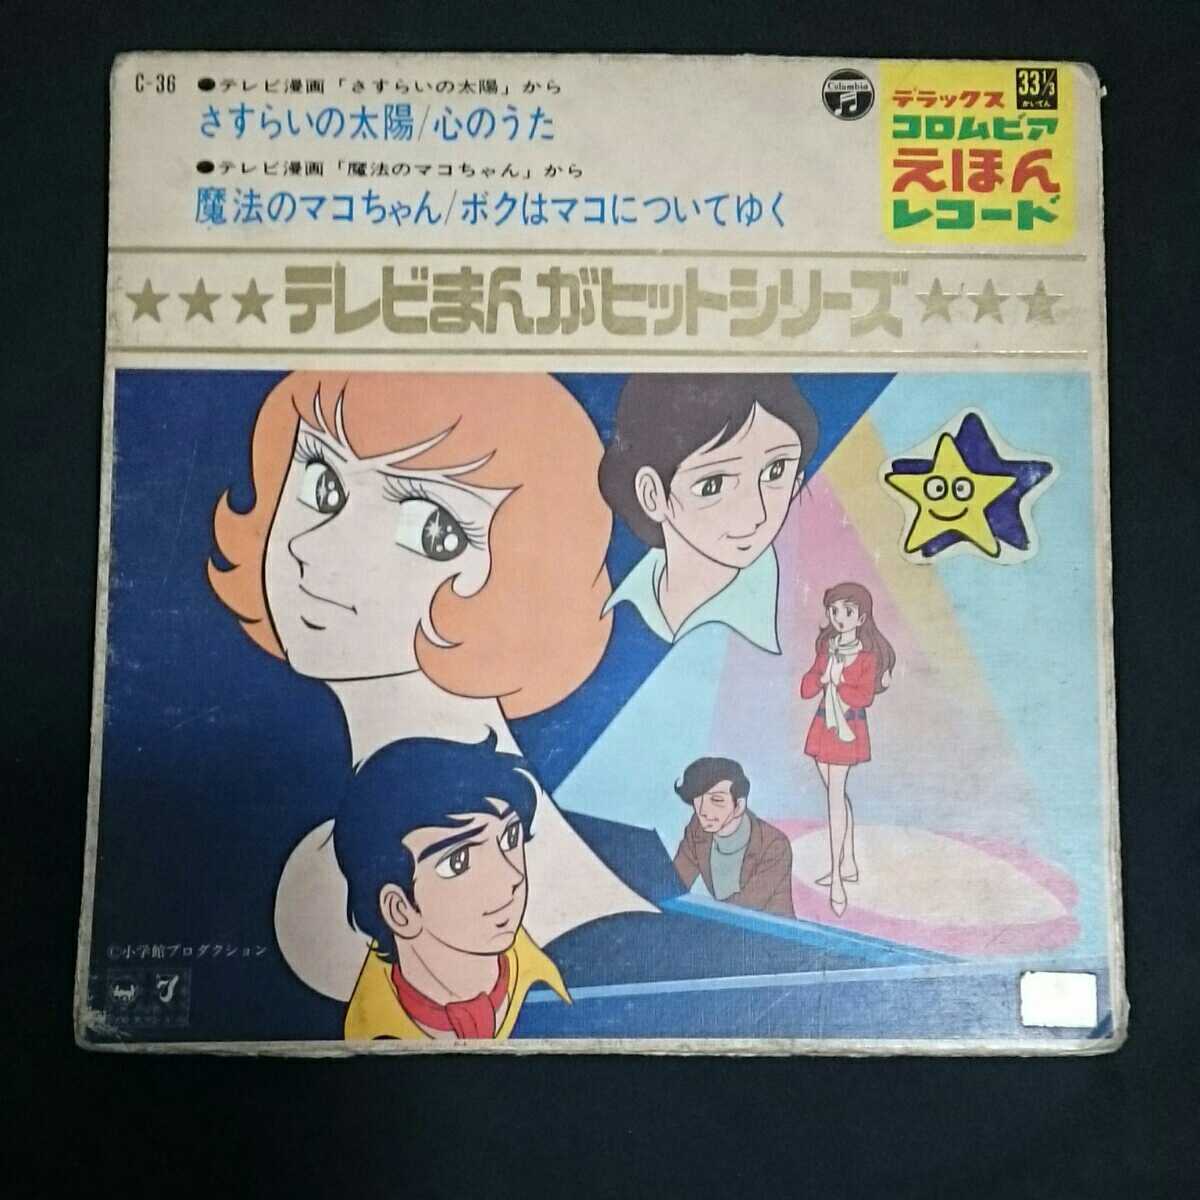 C-36
●テレビ漫画「さすらいの太陽」から
さすらいの太陽/心のうた
●テレビ漫画「魔法のマコちゃん」から
魔法のマコちゃん/ボクはマコについてゆく
Columbia
デラックス
33⅓
かいてん
コロムビア
えほん
レコード
★★★テレビまんがヒットシリーズ★★★
©小学館プロダクション